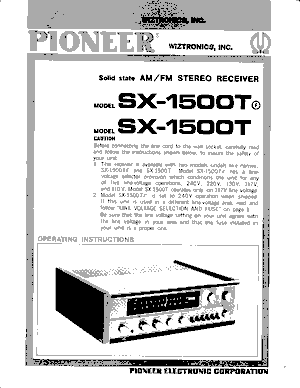 WIZTRONICS, INC.
PIONEER
WIZTRONICS, INC.
Solid state AM/FM STEREO RECEIVER
MODEL SX-1500T F
MODEL SX-1500T
CAUTION
Before connecting the line cord to the wall socket, carefully read
and follow the instructions shown below, to insure the safety of
your unit.
1. This receiver is available with two models under the names,
SX-1500TF and SX-1500T. Model SX-1500TF has a line
voltage selector provision which conditions the unit for any
of five line-voltage operations, 240V, 220V, 130V, 117V
and 110V. Model SX-1500T operates only on 117V line voltage.
2. Model SX-1500TF is set to 240V operation when shipped.
If this unit is used in a different line voltage area, read and
follow "LINE VOLTAGE SELECTION AND FUSE" on page
Be sure that the line voltage setting on your unit agrees with
the line voltage in your area and that the fuse included in
your unit is a proper one.
OPERATING INSTRUCTIONS
PIONEER ELECTRONIC CORPORATION